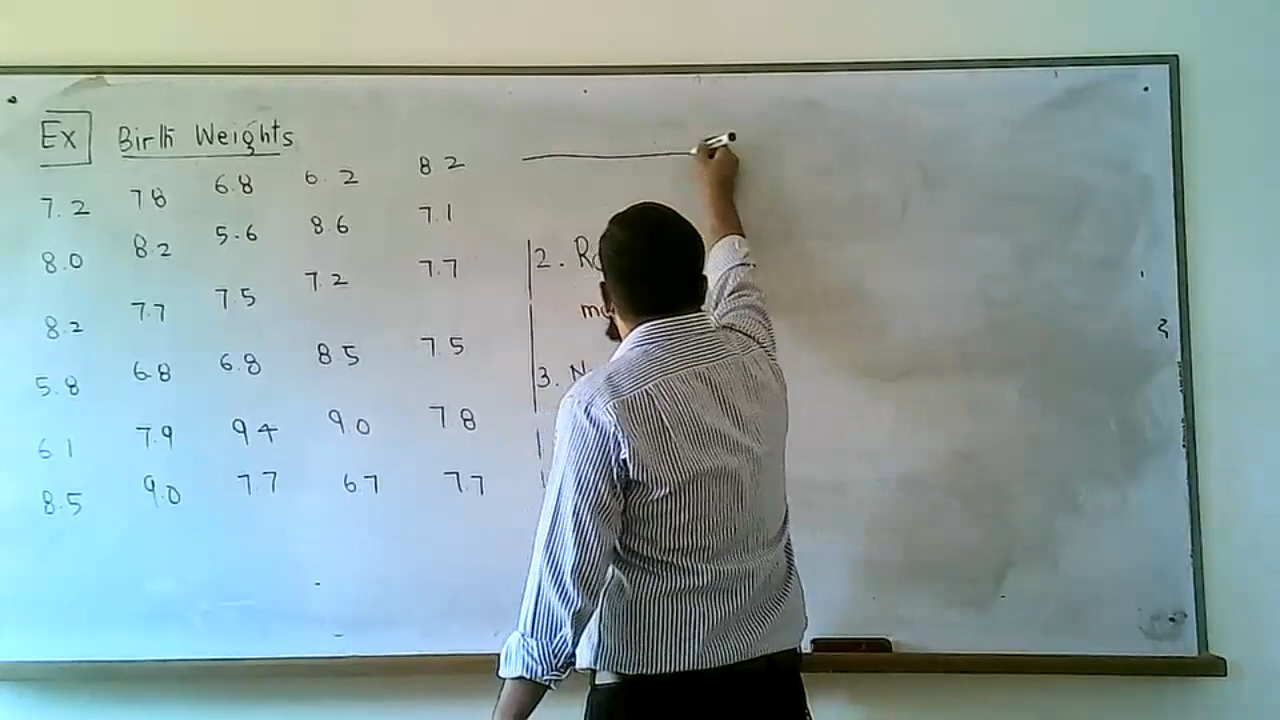 Ex Birth Weights
7.2 7 8 6.8 6.2 8 2
8.0 8 2 5.6 8.6 7.1
8.2 7.7 7 5 7.2 7.7
5.8 6.8 6.8 8 5 7.5
6 1 7.9 9 4 9.0 7.8
8.5 9.0 7.7 6.7 7.7
2.
3.